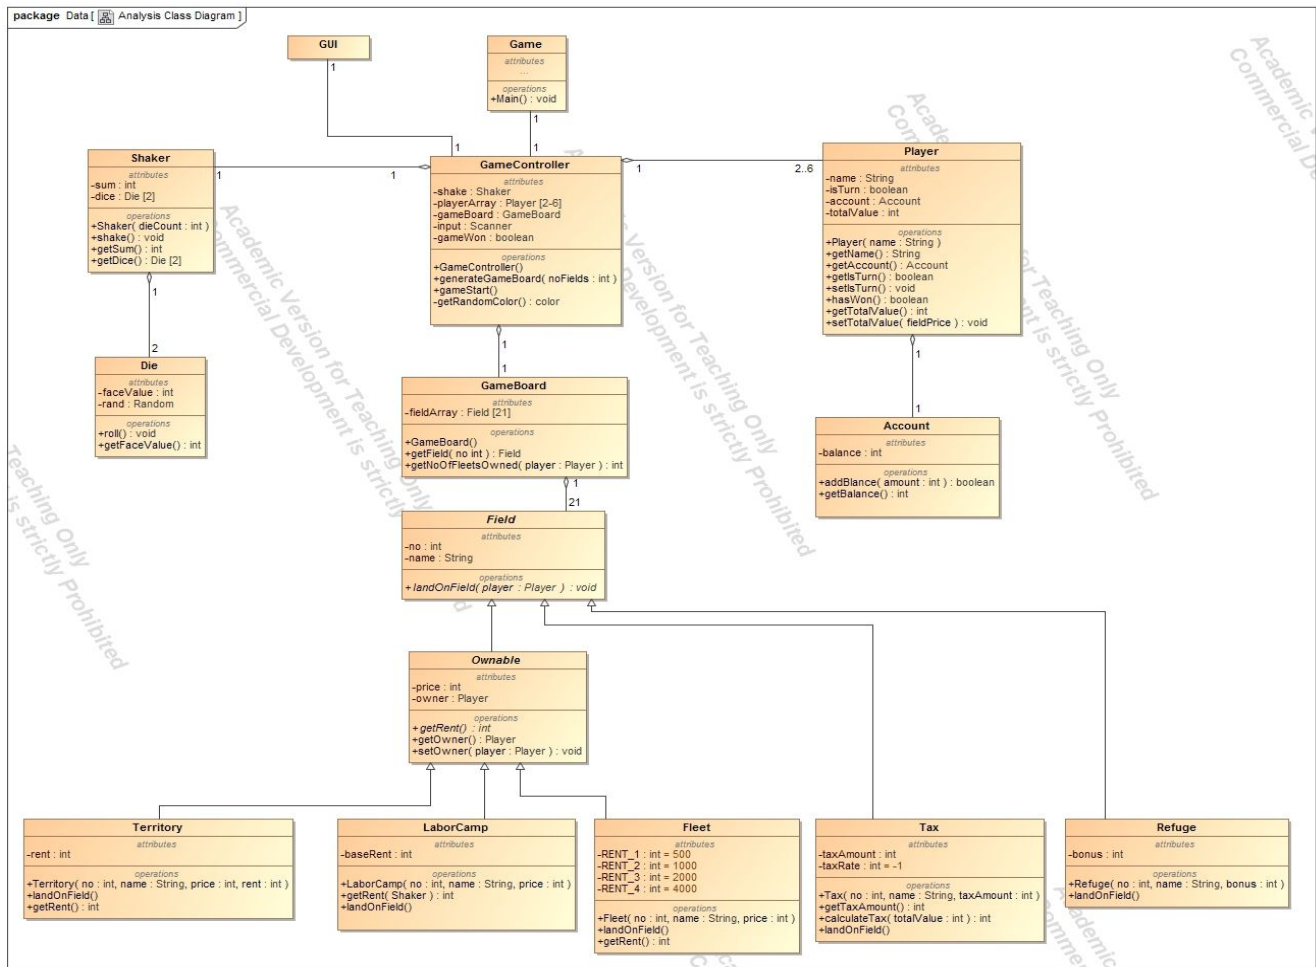 package Data [ Analysis Class Diagram ]
GUI
1
1
Game
attributes
...
operations
+Main() : void
1
1
Shaker
attributes
-sum : int
-dice : Die [2]
operations
+Shaker( dieCount : int )
+shake() : void
+getSum() : int
+getDice() : Die [2]
1
1
GameController
attributes
-shake : Shaker
-playerArray : Player [2-6]
-gameBoard : GameBoard
-input : Scanner
-gameWon : boolean
operations
+GameController()
+generateGameBoard( noFields : int )
+gameStart()
-getRandomColor() : color
1
2..6
Player
attributes
-name : String
-isTurn : boolean
-account : Account
-totalValue : int
operations
+Player( name : String )
+getName() : String
+getAccount() : Account
+getIsTurn() : boolean
+setIsTurn() : void
+hasWon() : boolean
+getTotalValue() : int
+setTotalValue( fieldPrice ) : void
1
2
Die
attributes
-faceValue : int
-rand : Random
operations
+roll() : void
+getFaceValue() : int
1
1
GameBoard
attributes
-fieldArray : Field [21]
operations
+GameBoard()
+getField( no int ) : Field
+getNoOfFleetsOwned( player : Player ) : int
1
1
Account
attributes
-balance : int
operations
+addBlance( amount : int ) : boolean
+getBalance() : int
1
21
Field
attributes
-no : int
-name : String
operations
+landOnField( player : Player ) : void
Ownable
attributes
-price : int
-owner : Player
operations
+getRent() : int
+getOwner() : Player
+setOwner( player : Player ) : void
Territory
attributes
-rent : int
operations
+Territory( no : int, name : String, price : int, rent : int )
+landOnField()
+getRent() : int
LaborCamp
attributes
-baseRent : int
operations
+LaborCamp( no : int, name : String, price : int )
+getRent( Shaker ) : int
+landOnField()
Fleet
attributes
-RENT_1 : int = 500
-RENT_2 : int = 1000
-RENT_3 : int = 2000
-RENT_4 : int = 4000
operations
+Fleet( no : int, name : String, price : int )
+landOnField()
+getRent() : int
Tax
attributes
-taxAmount : int
-taxRate : int = -1
operations
+Tax( no : int, name : String, taxAmount : int )
+getTaxAmount() : int
+calculateTax( totalValue : int ) : int
+landOnField()
Refuge
attributes
-bonus : int
operations
+Refuge( no : int, name : String, bonus : int )
+landOnField()
Academic Version for Teaching Only
Commercial Development is strictly Prohibited